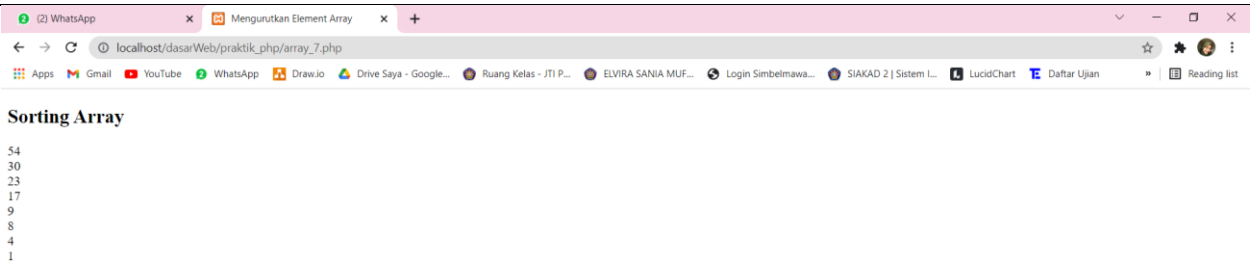 (2) WhatsApp
Mengurutkan Element Array
localhost/dasarWeb/praktik_php/array_7.php
Apps Gmail YouTube WhatsApp Draw.io Drive Saya - Google... Ruang Kelas - JTI P... ELVIRA SANIA MUF... Login Simbelmawa... SIAKAD 2 | Sistem I... LucidChart Daftar Ujian » Reading list
Sorting Array
54
30
23
17
9
8
4
1